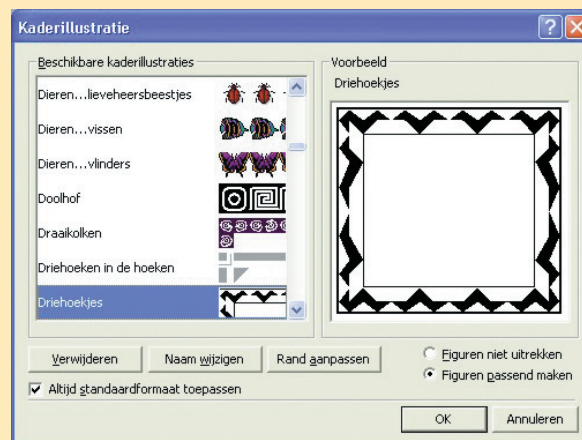 Kaderillustratie
Beschikbare kaderillustraties
Dieren...lieveheersbeestjes
Dieren...vissen
Dieren...vlinders
Doolhof
Draaikolken
Driehoeken in de hoeken
Driehoekjes
Voorbeeld
Driehoekjes
Verwijderen
Naam wijzigen
Rand aanpassen
Figuren niet uitrekken
Figuren passend maken
Altijd standaardformaat toepassen
OK
Annuleren